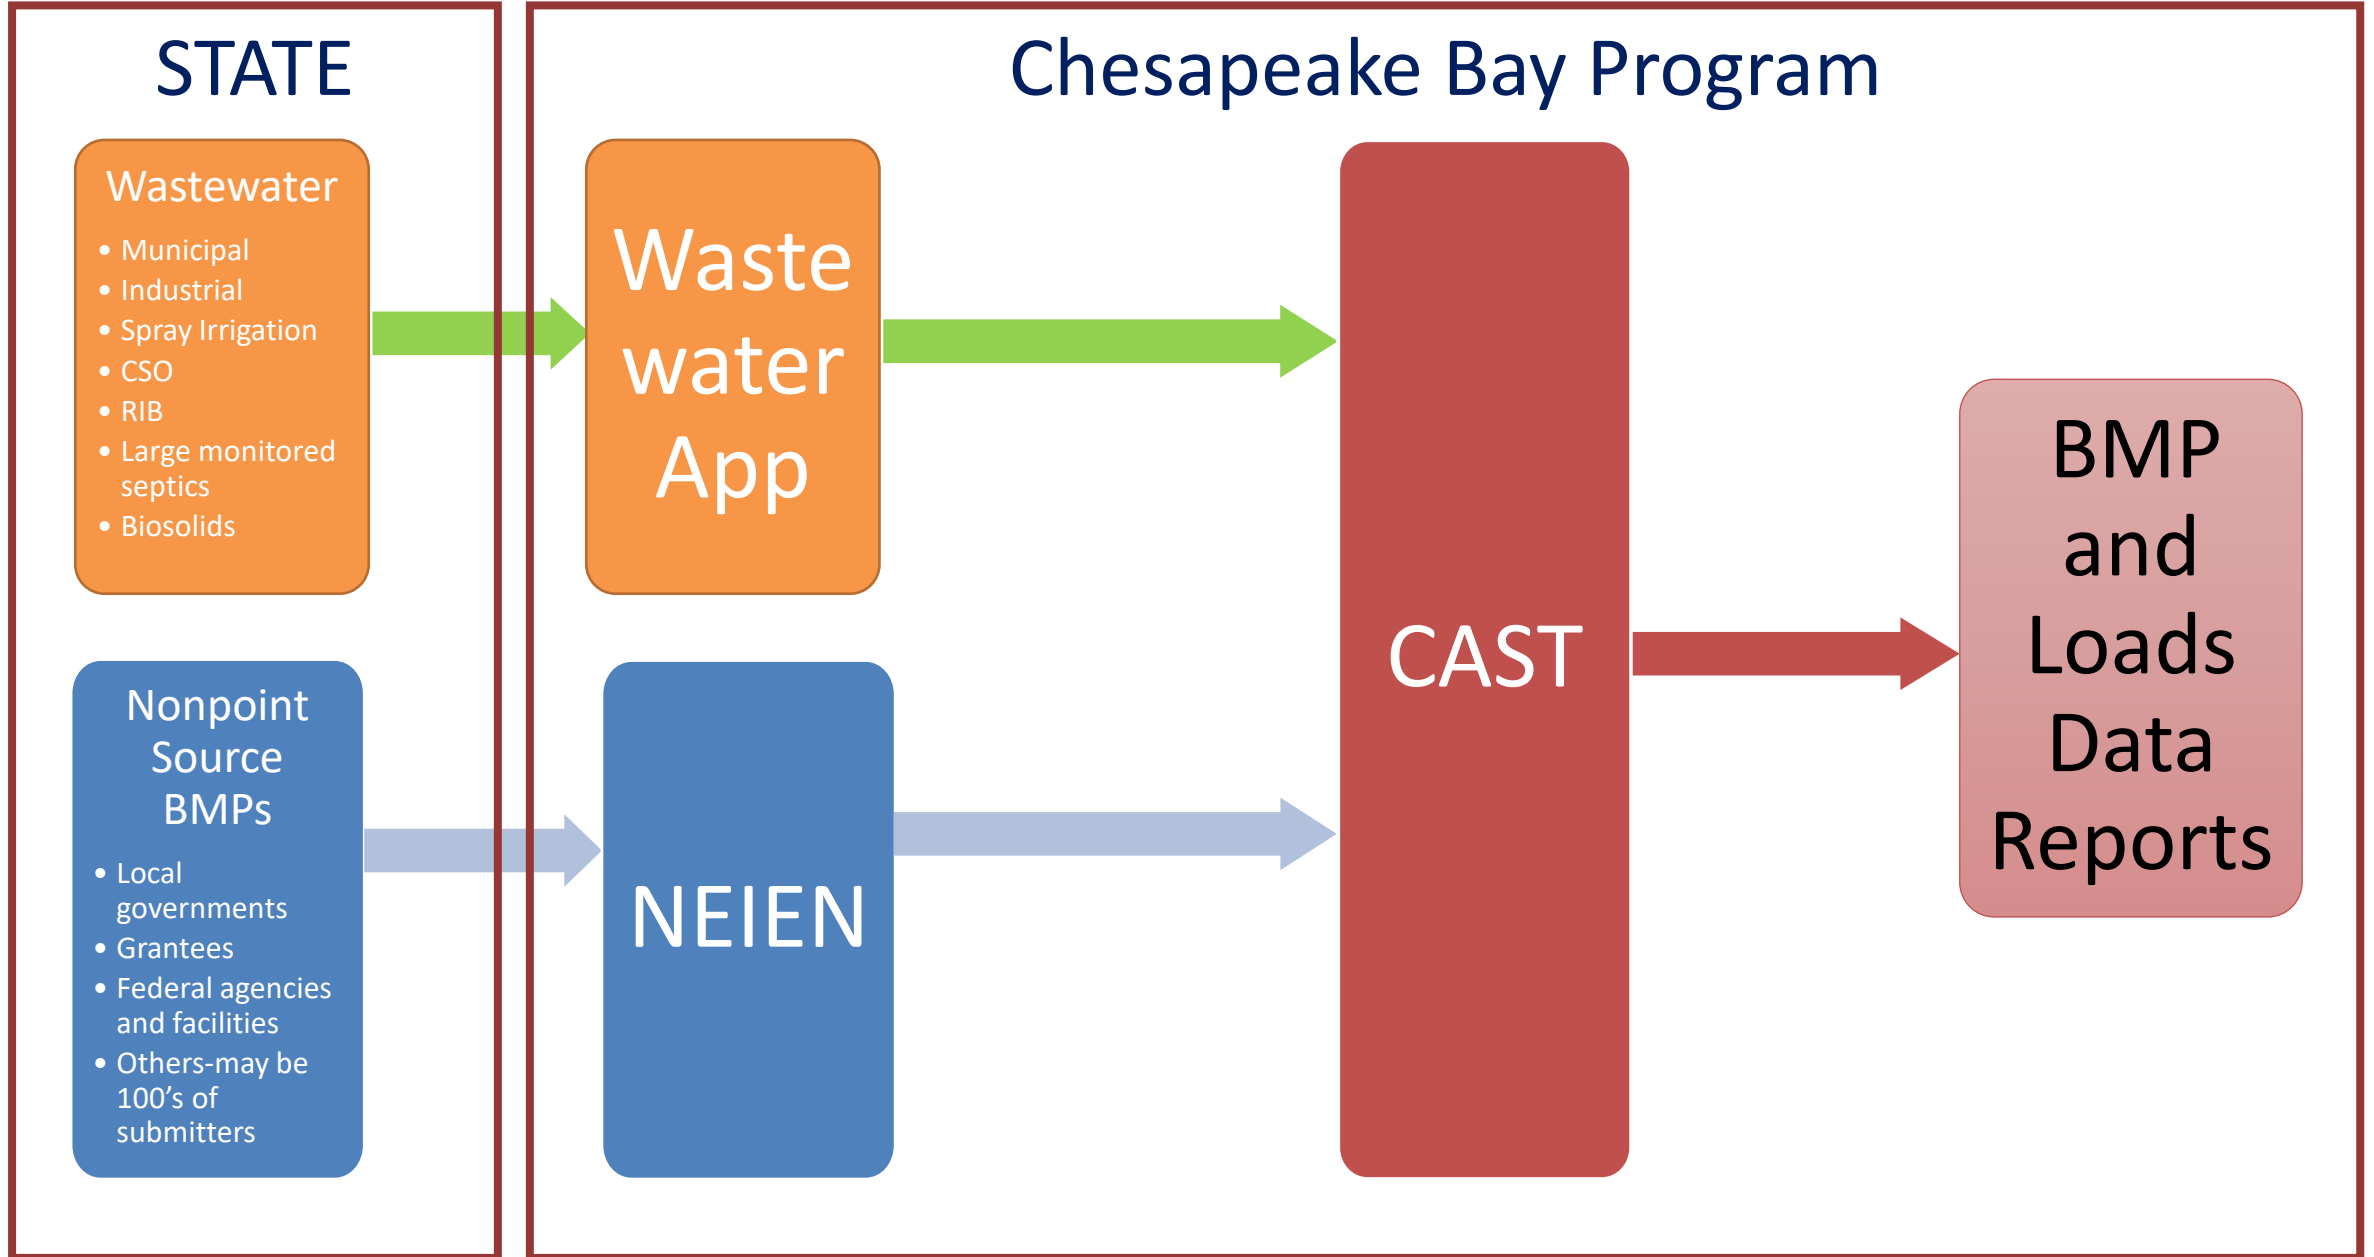 STATE
Chesapeake Bay Program
Wastewater
• Municipal
• Industrial
• Spray Irrigation
• CSO
• RIB
• Large monitored
septics
• Biosolids
Waste
water
App
Nonpoint
Source
BMPs
• Local
governments
• Grantees
• Federal agencies
and facilities
• Others-may be
100’s of
submitters
NEIEN
CAST
BMP
and
Loads
Data
Reports